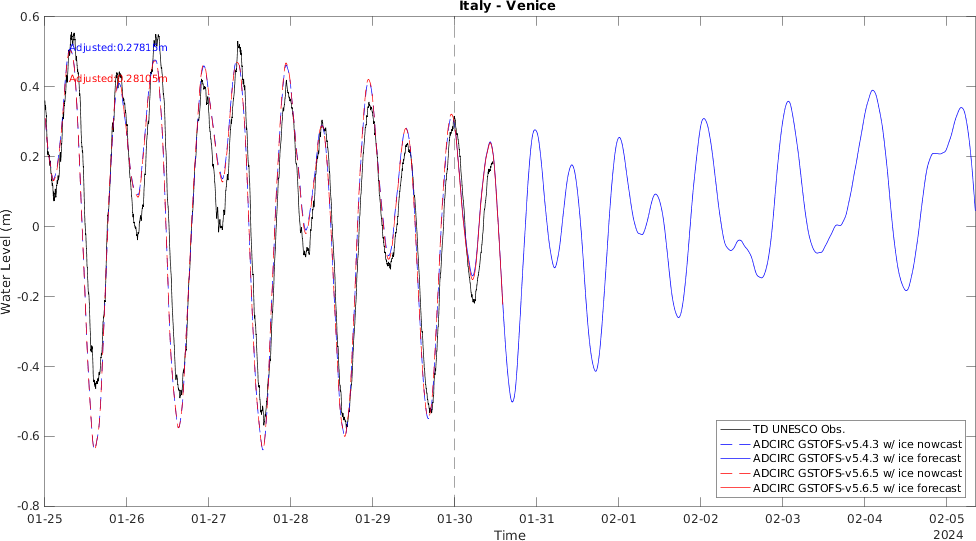 Italy - Venice
0.6
0.4
0.2
0
-0.2
-0.4
-0.6
-0.8
Water Level (m)
Adjusted:0.27813m
Adjusted:0.28105m
TD UNESCO Obs.
ADCIRC GSTOFS-v5.4.3 w/ ice nowcast
ADCIRC GSTOFS-v5.4.3 w/ ice forecast
ADCIRC GSTOFS-v5.6.5 w/ ice nowcast
ADCIRC GSTOFS-v5.6.5 w/ ice forecast
01-25 01-26 01-27 01-28 01-29 01-30 01-31 02-01 02-02 02-03 02-04 02-05
2024
Time